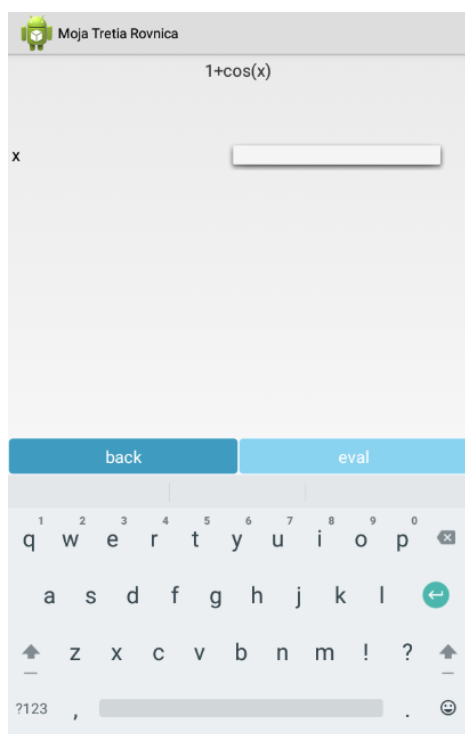 Moja Tretia Rovnica
1+cos(x)
x
back eval
1 2 3 4 5 6 7 8 9 0
q w e r t y u i o p
a s d f g h j k l
z x c v b n m ! ?
?123 , .